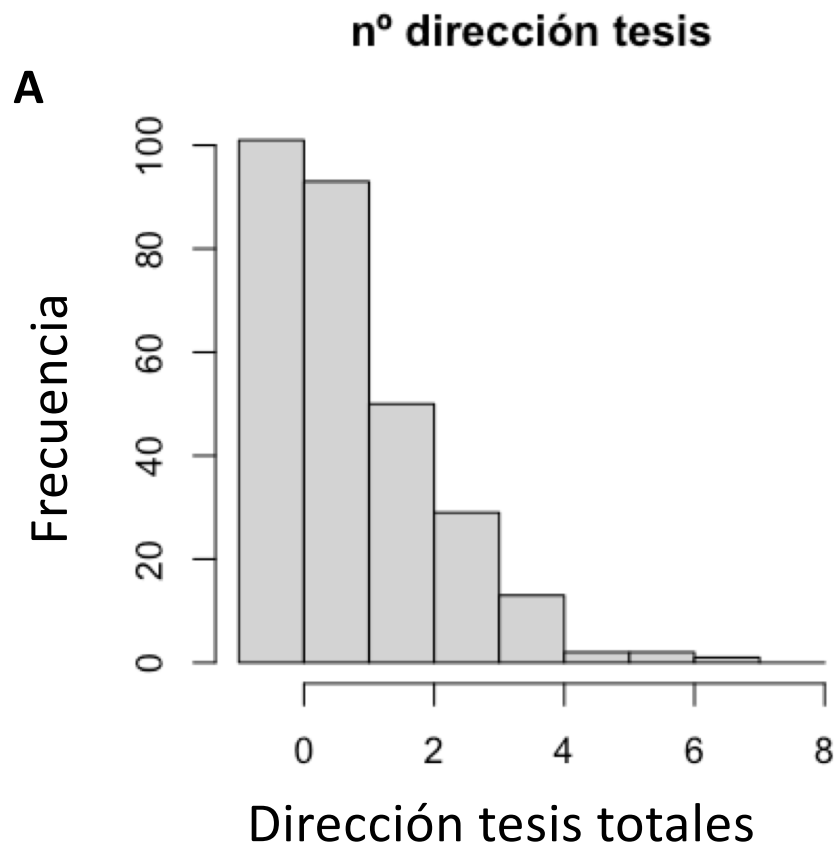 nº dirección tesis
A
Frecuencia
100
80
60
40
20
0
0 2 4 6 8
Dirección tesis totales